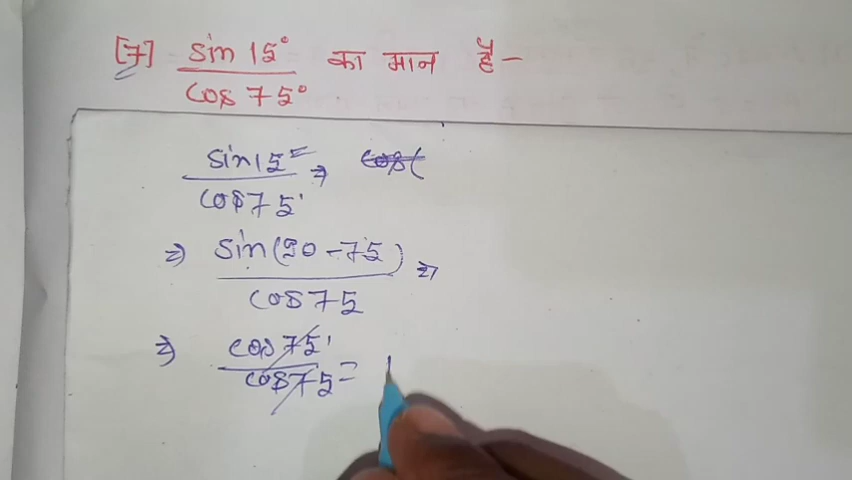 [7] sin 15° / cos 75° का मान है -
sin 15° / cos 75° ⇒ cos(
⇒ sin(90 - 75) / cos 75 ⇒
⇒ cos 75° / cos 75 = 1